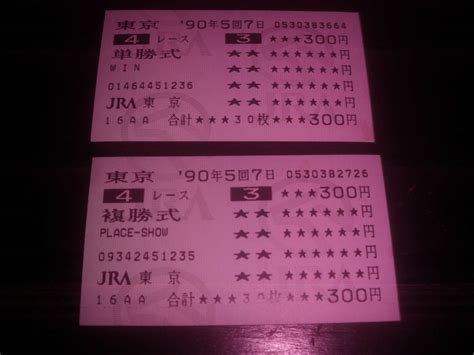 東京 '90年5回7日 0530383664
4 レース 3 ★★★300円
単勝式 ★★ ★★★★★★円
WIN ★★ ★★★★★★円
01464451236 ★★ ★★★★★★円
JRA 東京 ★★ ★★★★★★円
16AA 合計★★★30枚★★★300円
東京 '90年5回7日 0530382726
4 レース 3 ★★★300円
複勝式 ★★ ★★★★★★円
PLACE-SHOW ★★ ★★★★★★円
09342451235 ★★ ★★★★★★円
JRA 東京 ★★ ★★★★★★円
16AA 合計★★★30枚★★★300円